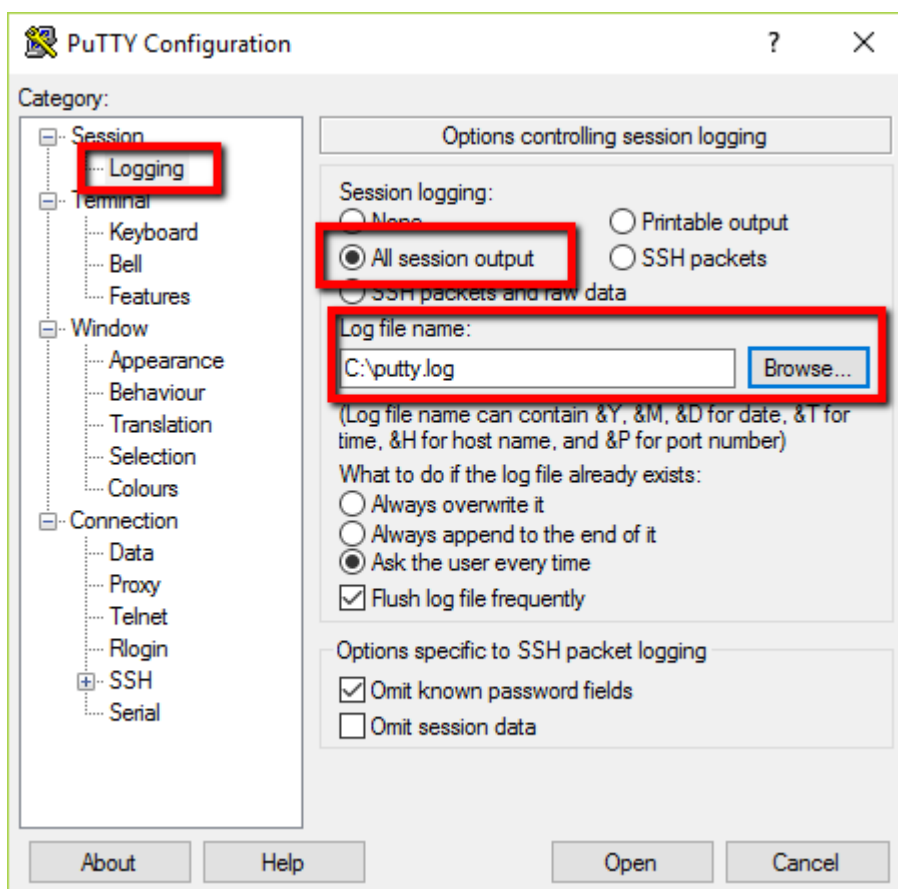 PuTTY Configuration
?
Category:
Session
Logging
Terminal
Keyboard
Bell
Features
Window
Appearance
Behaviour
Translation
Selection
Colours
Connection
Data
Proxy
Telnet
Rlogin
SSH
Serial
Options controlling session logging
Session logging:
None
Printable output
All session output
SSH packets
SSH packets and raw data
Log file name:
C:\putty.log
Browse...
(Log file name can contain &Y, &M, &D for date, &T for
time, &H for host name, and &P for port number)
What to do if the log file already exists:
Always overwrite it
Always append to the end of it
Ask the user every time
Flush log file frequently
Options specific to SSH packet logging
Omit known password fields
Omit session data
About
Help
Open
Cancel